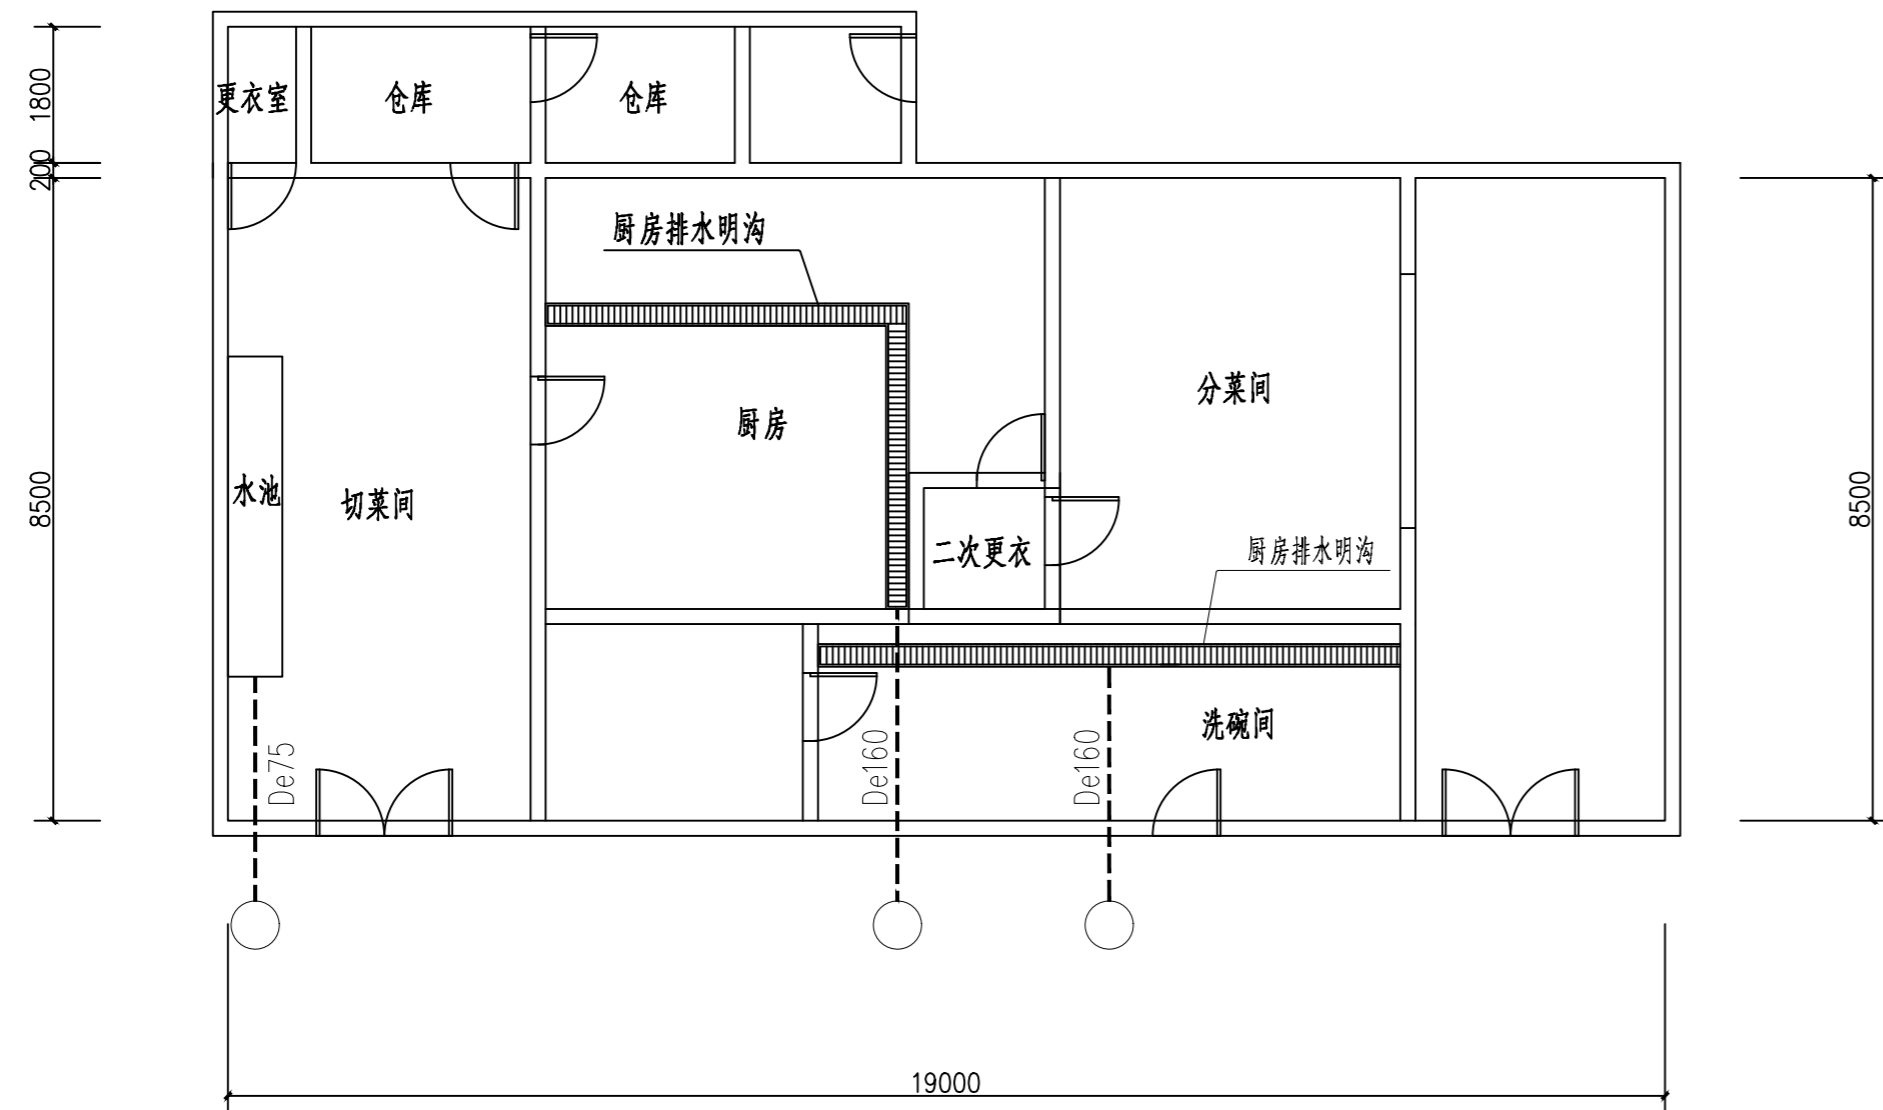 1800
200
8500
更衣室
仓库
仓库
厨房排水明沟
厨房
分菜间
水池
切菜间
二次更衣
厨房排水明沟
8500
洗碗间
De75
De160
De160
19000